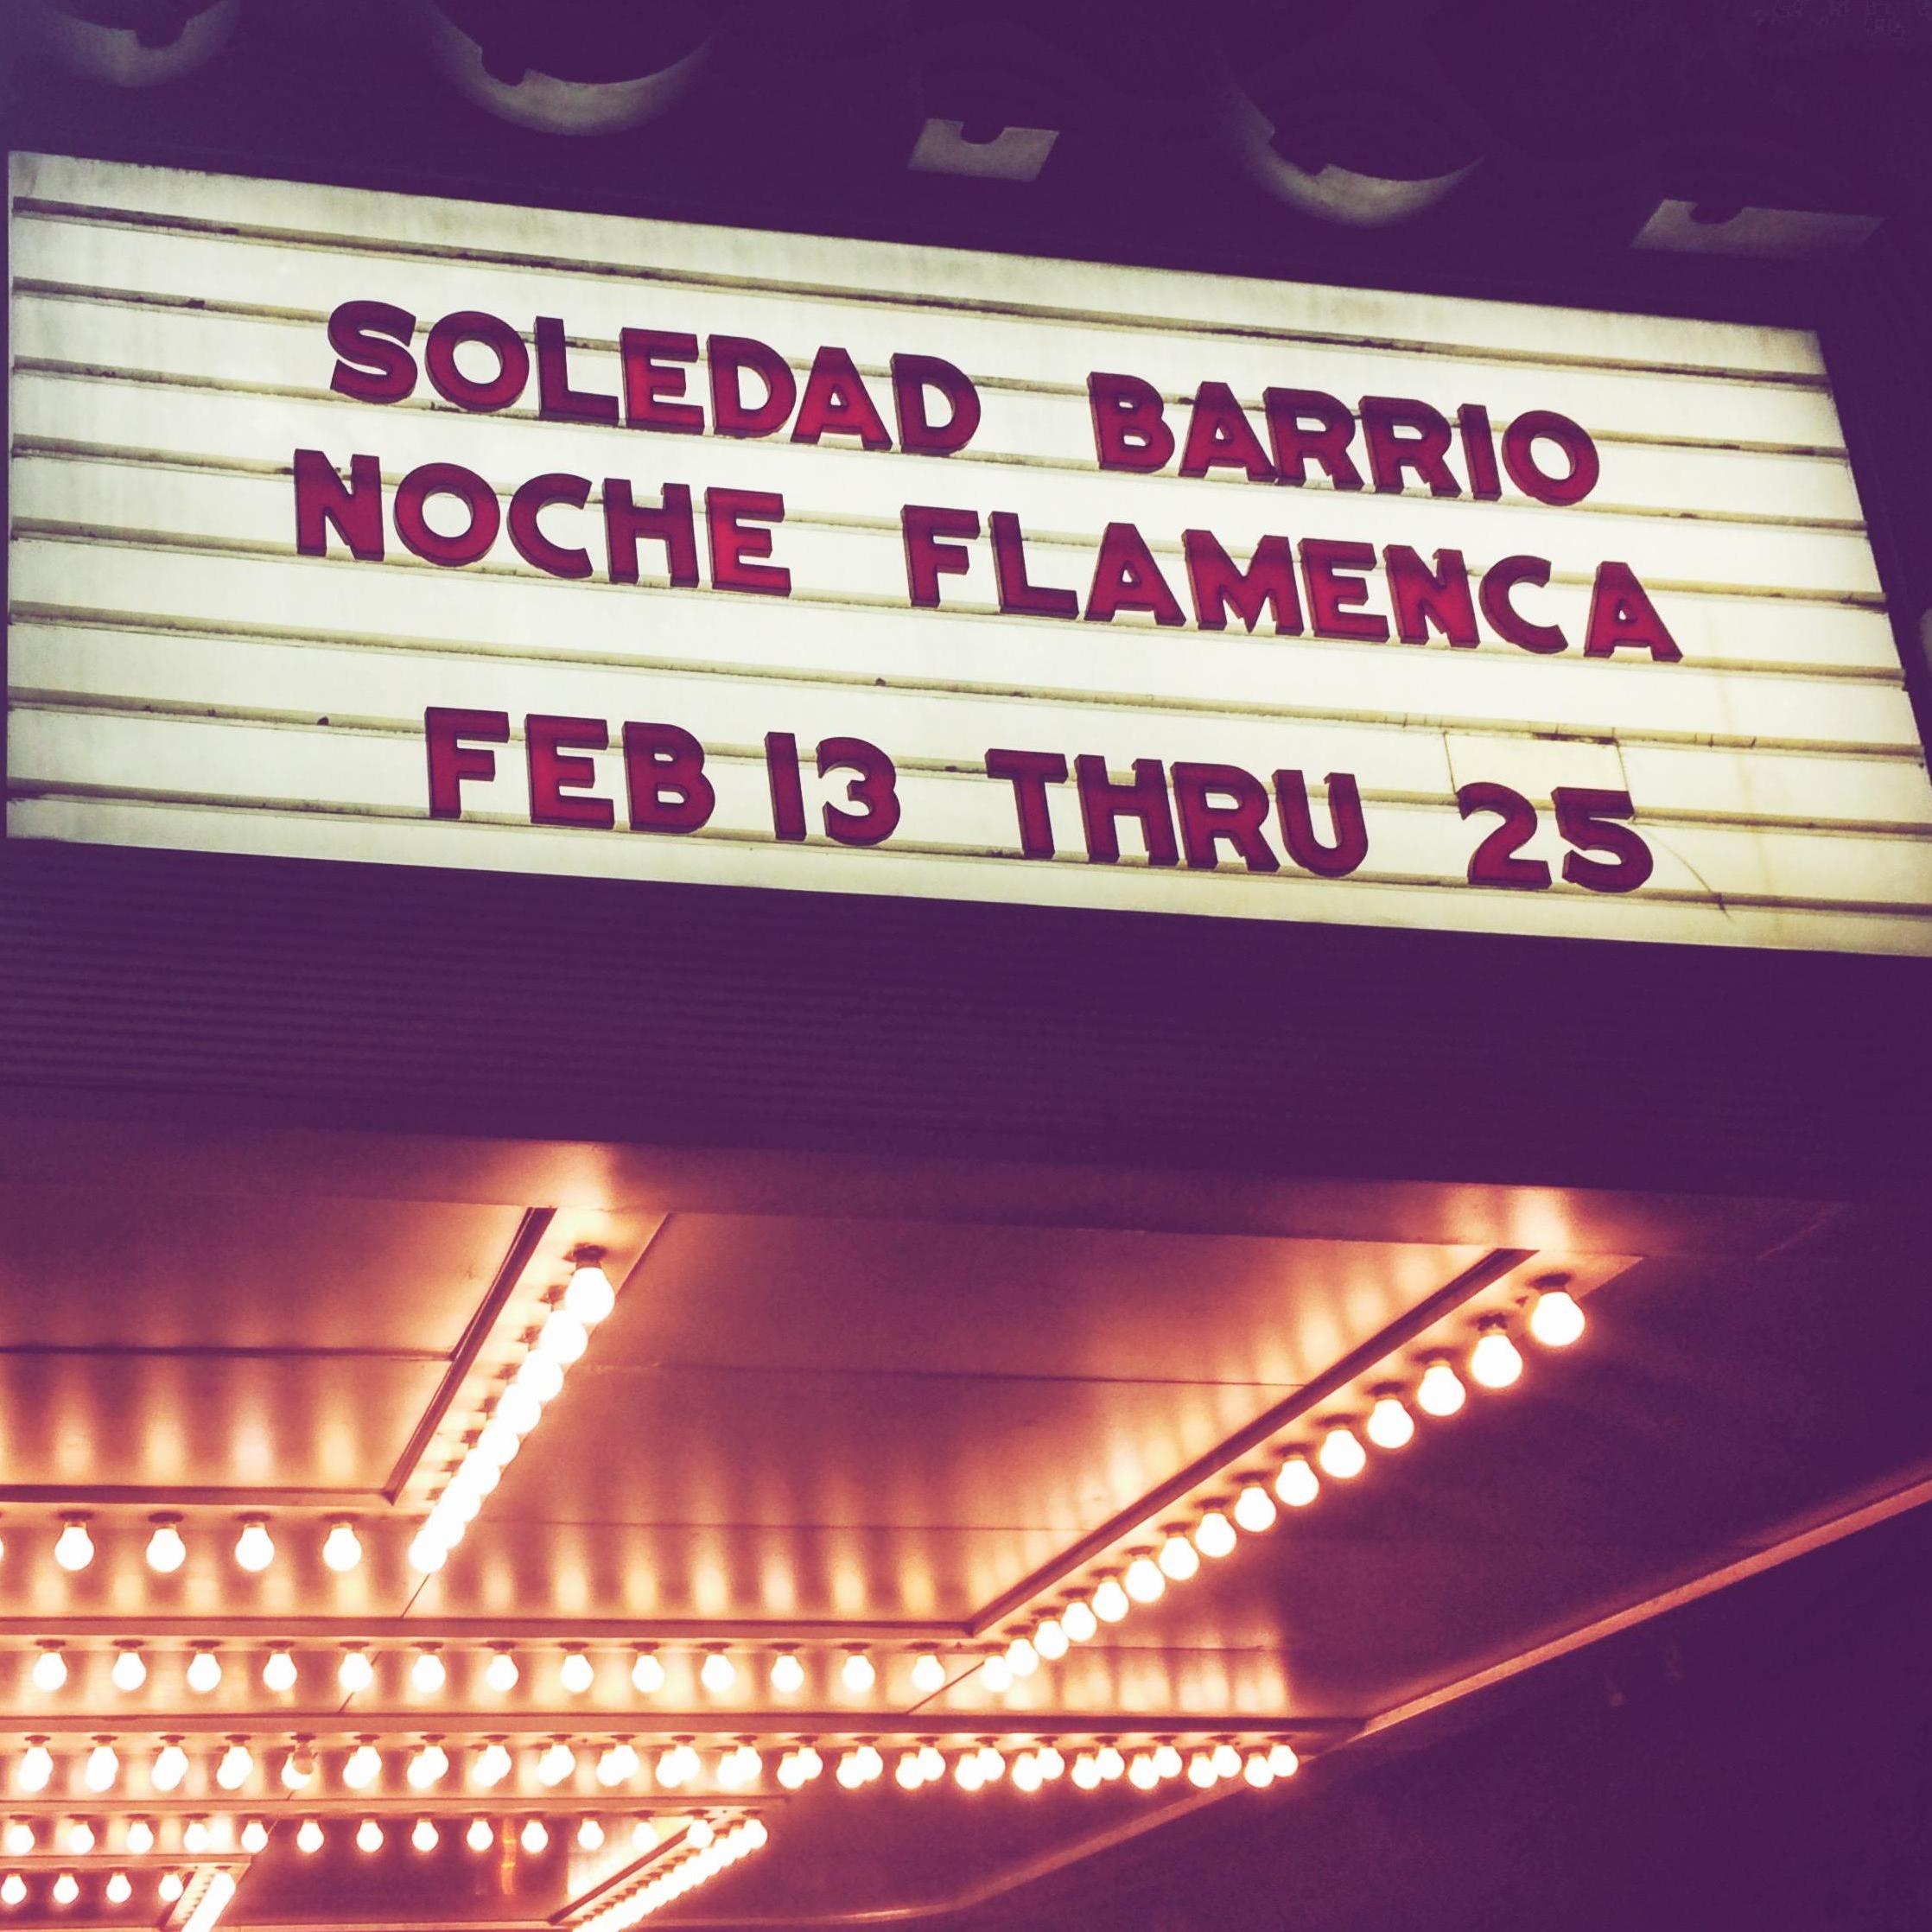 SOLEDAD BARRIO
NOCHE FLAMENCA
FEB 13 THRU 25